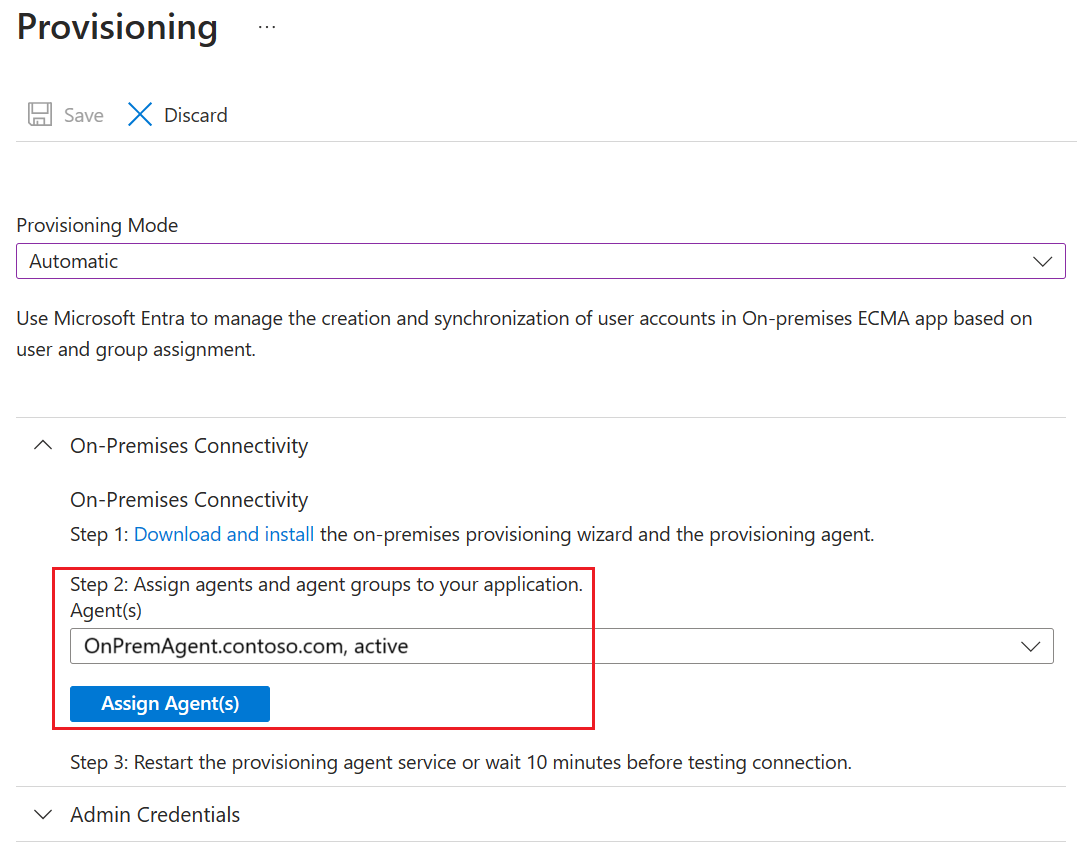 Provisioning ...
Save Discard
Provisioning Mode
Automatic
Use Microsoft Entra to manage the creation and synchronization of user accounts in On-premises ECMA app based on
user and group assignment.
On-Premises Connectivity
On-Premises Connectivity
Step 1: Download and install the on-premises provisioning wizard and the provisioning agent.
Step 2: Assign agents and agent groups to your application.
Agent(s)
OnPremAgent.contoso.com, active
Assign Agent(s)
Step 3: Restart the provisioning agent service or wait 10 minutes before testing connection.
Admin Credentials